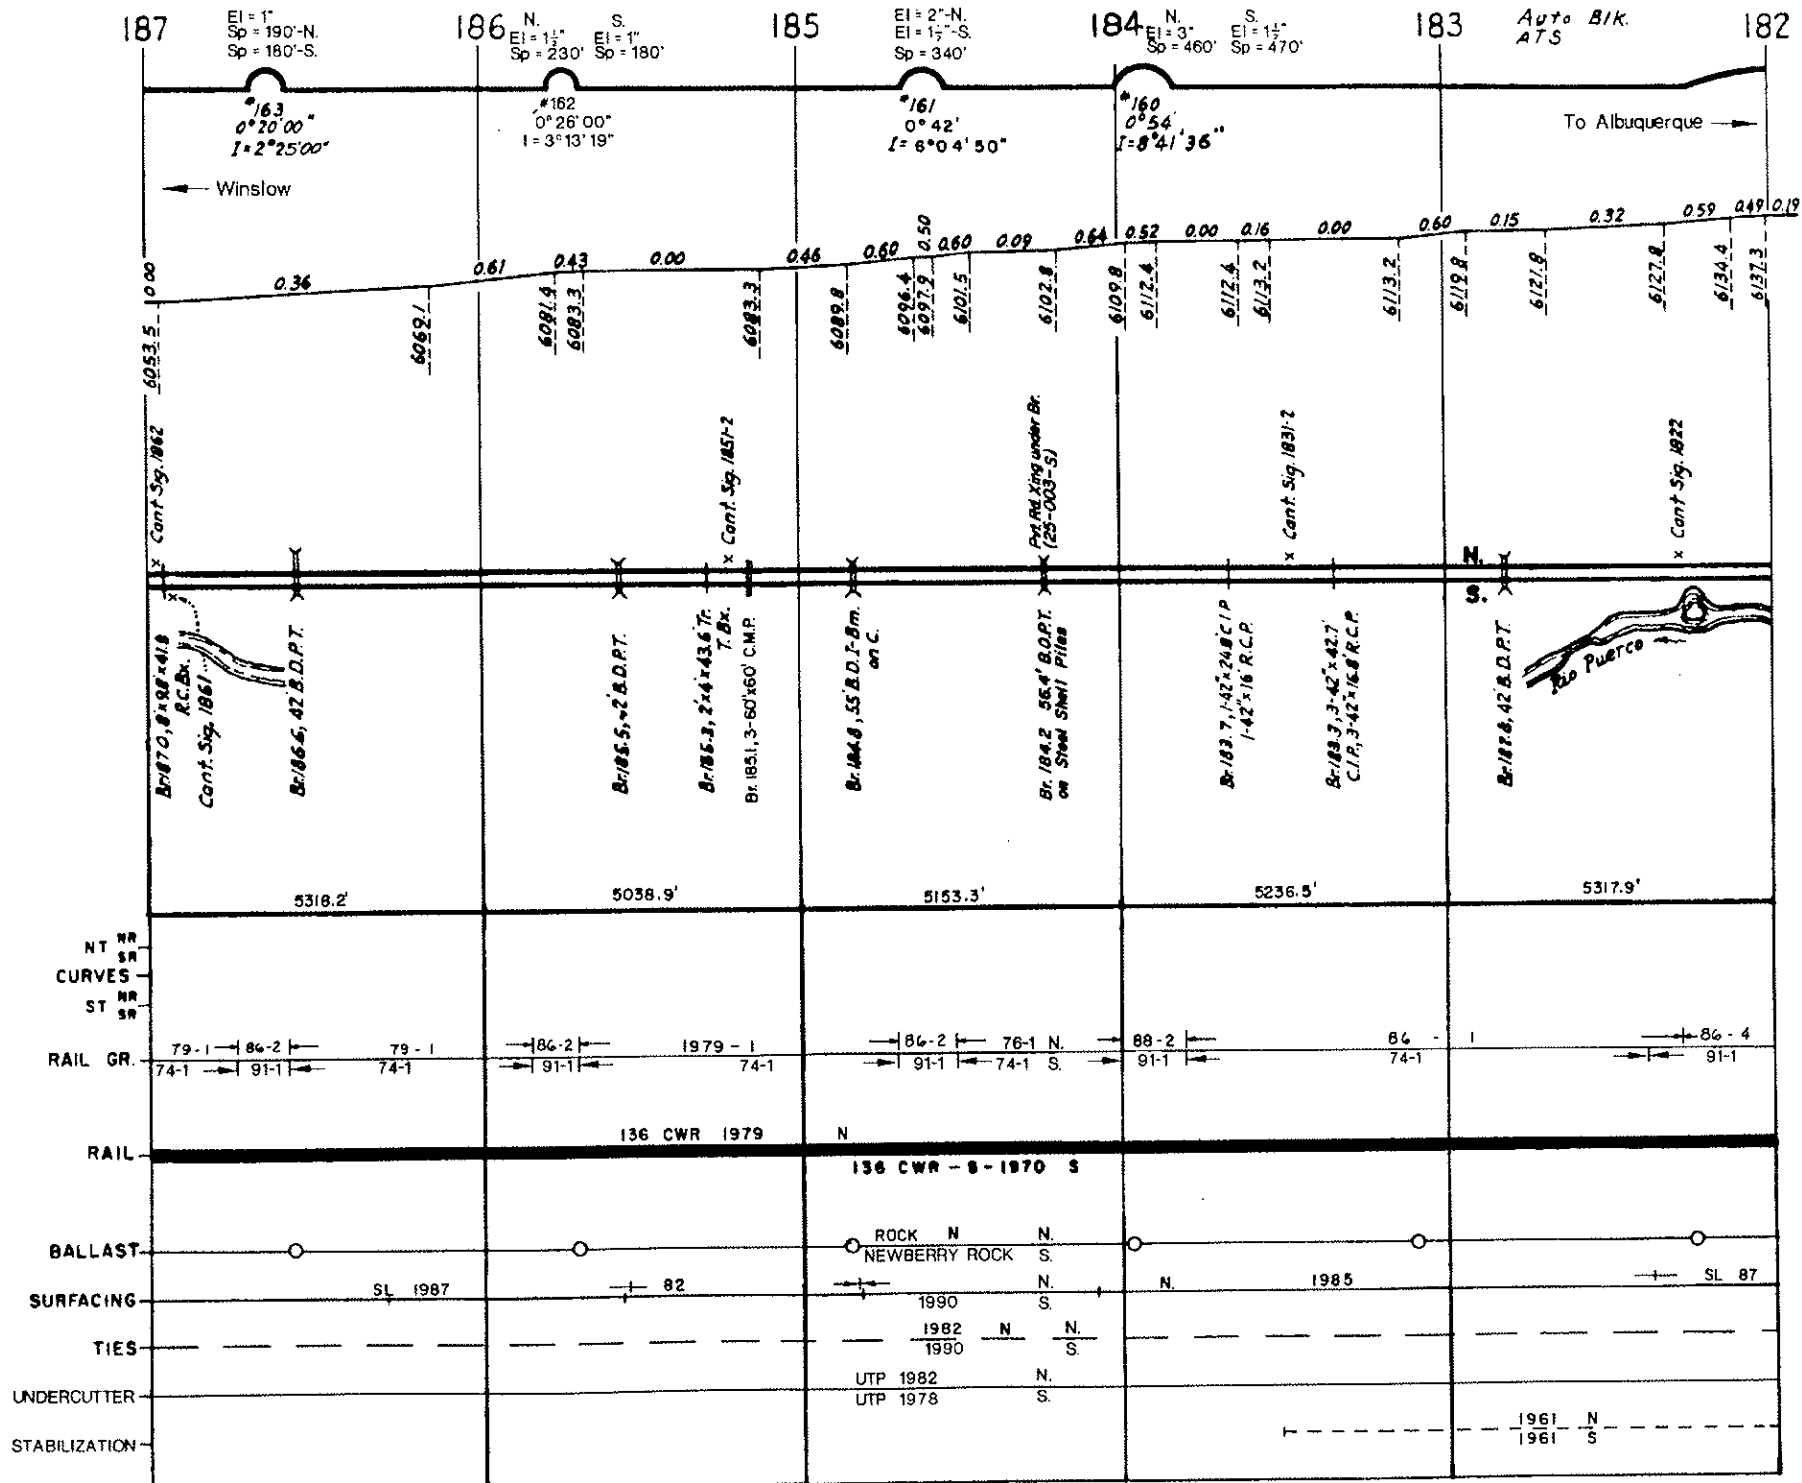 187
El = 1"
Sp = 190'-N.
Sp = 180'-S.
186
N. S.
El = 1½" El = 1"
Sp = 230' Sp = 180'
185
El = 2"-N.
El = 1½"-S.
Sp = 340'
184
N. S.
El = 3" El = 1½"
Sp = 460' Sp = 470'
183
Auto Blk.
ATS
182
#163
0°20'00"
I = 2°25'00"
#162
0°26'00"
I = 3°13'19"
#161
0°42'
I = 6°04'50"
#160
0°54'
I = 8°41'36"
To Albuquerque
Winslow
0.00 0.36 0.61 0.43 0.00 0.46 0.60 0.50 0.60 0.09 0.64 0.52 0.00 0.16 0.00 0.60 0.15 0.32 0.59 0.49 0.19
6053.5 6069.1 6081.4 6083.3 6083.3 6089.8 6096.4 6097.9 6101.5 6102.8 6109.8 6112.4 6112.4 6113.2 6113.2 6119.8 6121.8 6127.8 6134.4 6137.3
x Cant. Sig. 1862
x Cant. Sig. 1851-2
Pvt. Rd. Xing under Br.
(25-003-S)
x Cant. Sig. 1831-2
x Cant. Sig. 1822
N.
S.
Br. 187.0, 8' x 9.8' x 41.8
R.C. Bx.
Cant. Sig. 1861
Br. 186.6, 42' B.D.P.T.
B.D.P.T.
2' x 4' x 43.6' Tr.
T. Bx.
Br. 185.1, 3-60' x 60' C.M.P.
Br. 184.8, 55' B.D. I-Bm.
on C.
Br. 184.2 56.4' B.D.P.T.
on Steel Shell Piles
Br. 183.7, 1-42" x 24.8' C.I.P
1-42" x 16' R.C.P.
Br. 183.3, 3-42" x 42.7'
C.I.P., 3-42" x 16.8' R.C.P.
42' B.D.P.T.
Rio Puerco
5318.2' 5038.9' 5153.3' 5236.5' 5317.9'
NT NR
SR
CURVES
ST NR
SR
RAIL GR.
79-1 86-2 79-1 86-2 1979-1 86-2 76-1 N. 88-2 86 - 1 86-4
74-1 91-1 74-1 91-1 74-1 91-1 74-1 S. 91-1 74-1 91-1
RAIL
136 CWR 1979 N
136 CWR - S - 1970 S
BALLAST
ROCK N N.
NEWBERRY ROCK S.
SURFACING
SL 1987 82 N. N. 1985 SL 87
1990 S.
TIES
1982 N N.
1990 S.
UNDERCUTTER
UTP 1982 N.
UTP 1978 S.
STABILIZATION
1961 N
1961 S